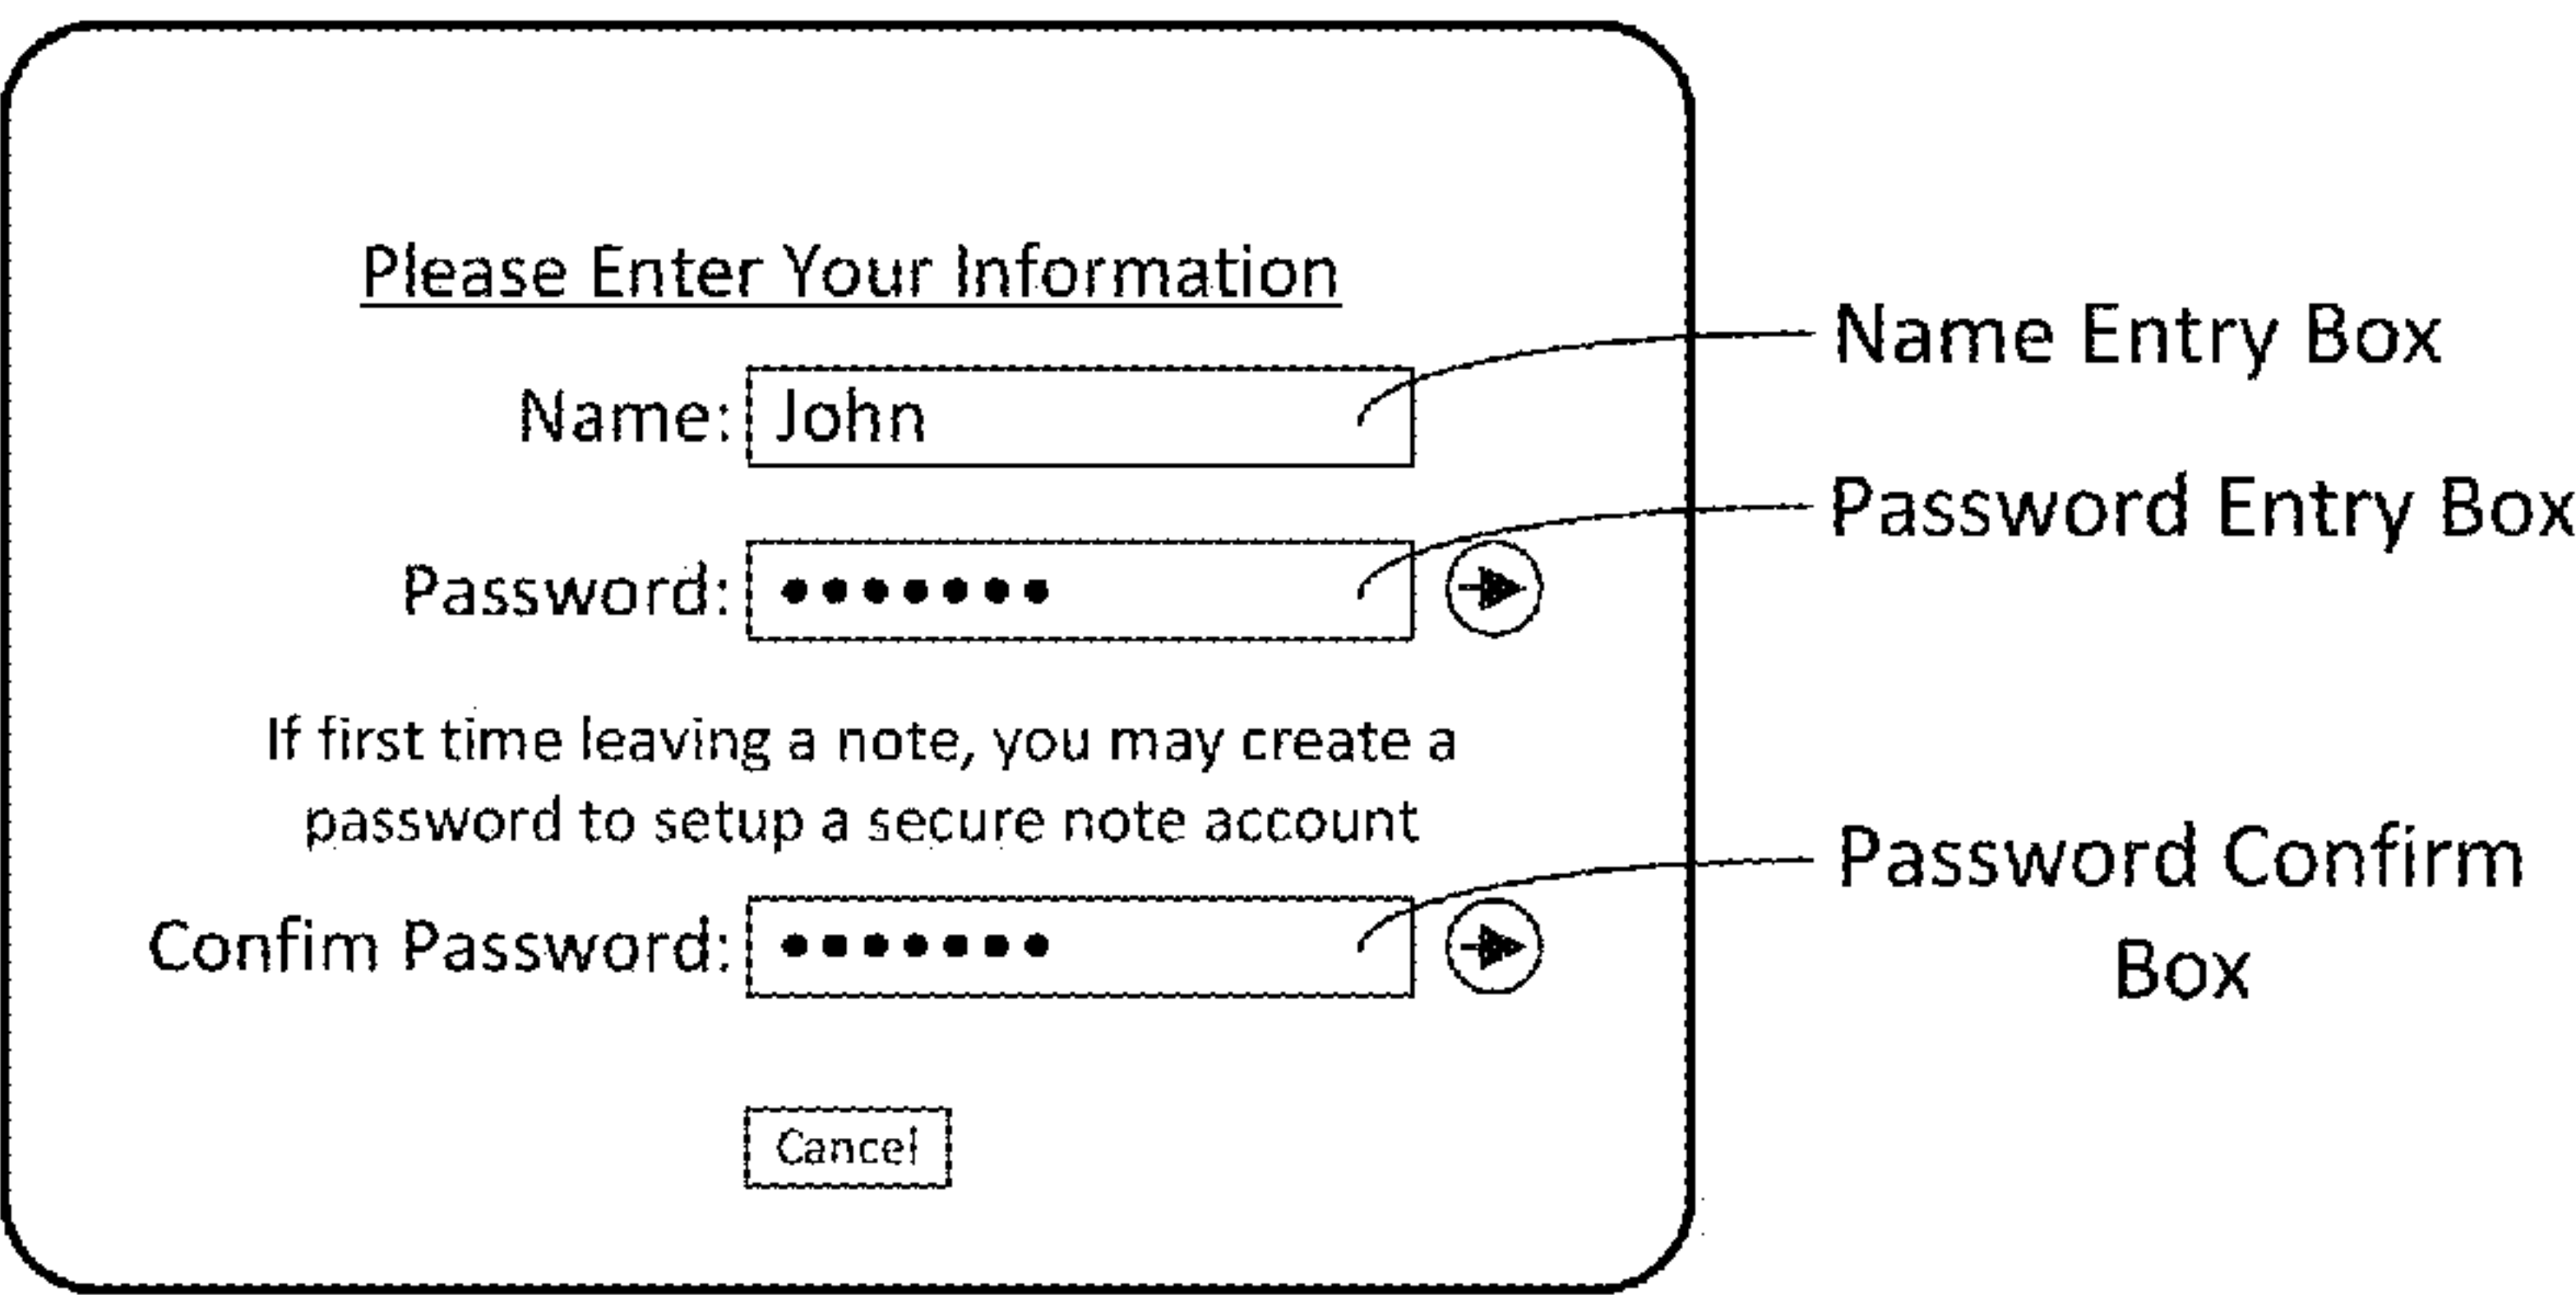 Please Enter Your Information
Name: John
Name Entry Box
Password: •••••••
Password Entry Box
If first time leaving a note, you may create a
password to setup a secure note account
Confim Password: •••••••
Password Confirm
Box
Cancel